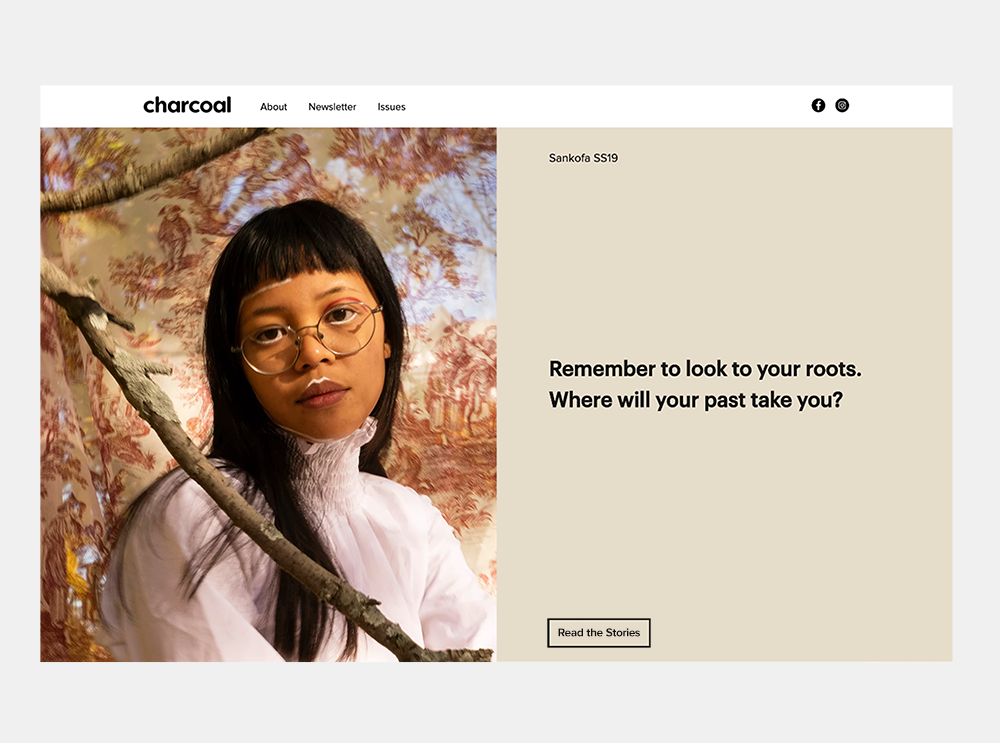 charcoal
About
Newsletter
Issues
Sankofa SS19
Remember to look to your roots.
Where will your past take you?
Read the Stories